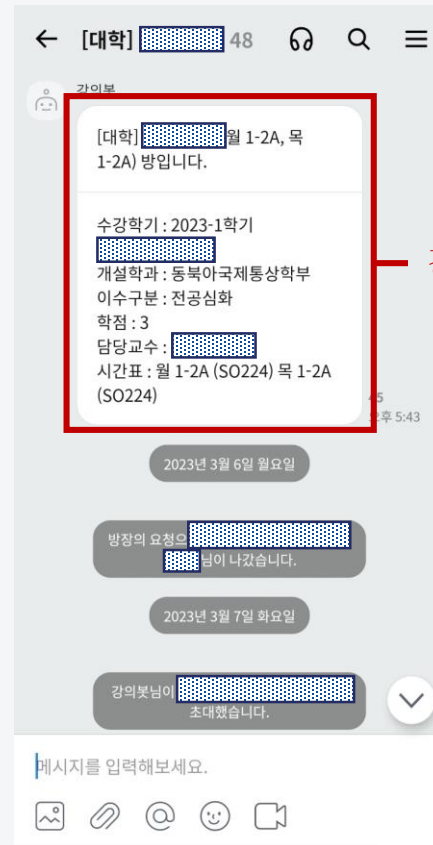 [대학] 48
강의봇
[대학] 월 1-2A, 목
1-2A) 방입니다.
수강학기 : 2023-1학기
개설학과 : 동북아국제통상학부
이수구분 : 전공심화
학점 : 3
담당교수 :
시간표 : 월 1-2A (SO224) 목 1-2A
(SO224)
45
오후 5:43
2023년 3월 6일 월요일
방장의 요청으
님이 나갔습니다.
2023년 3월 7일 화요일
강의봇님이
초대했습니다.
메시지를 입력해보세요.